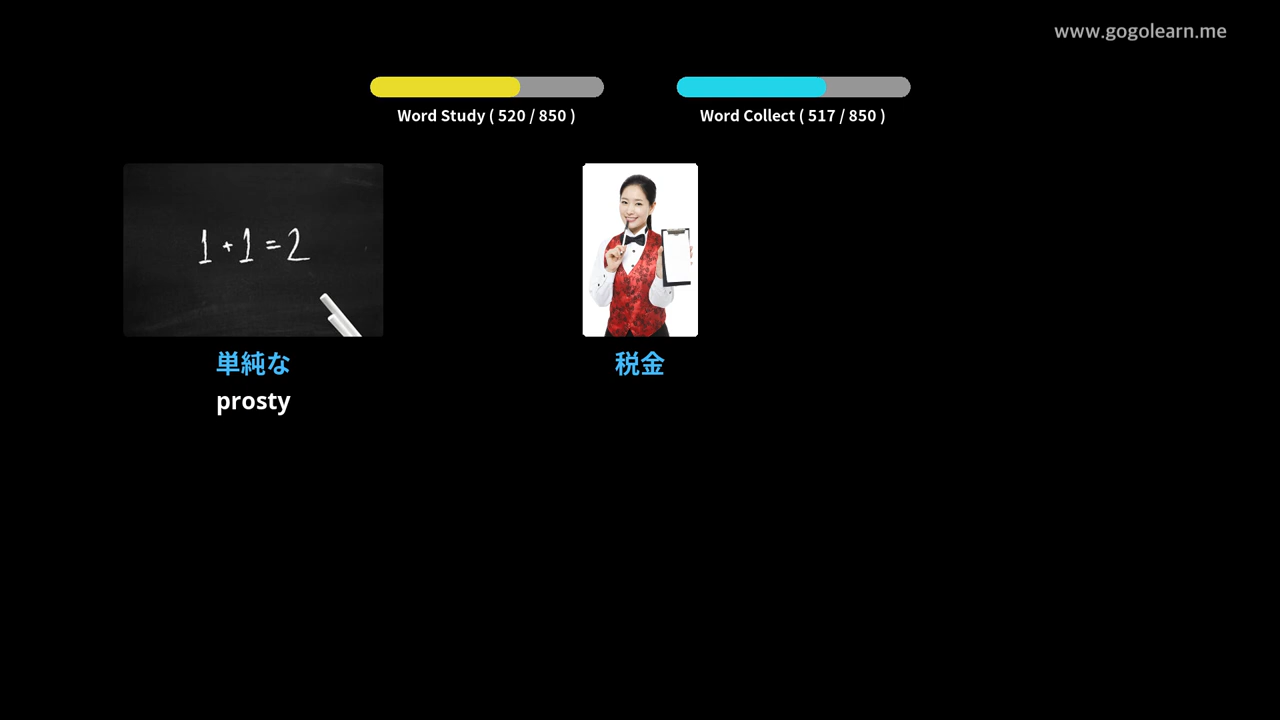 www.gogolearn.me
Word Study ( 520 / 850 )
Word Collect ( 517 / 850 )
1 + 1 = 2
単純な
prosty
税金